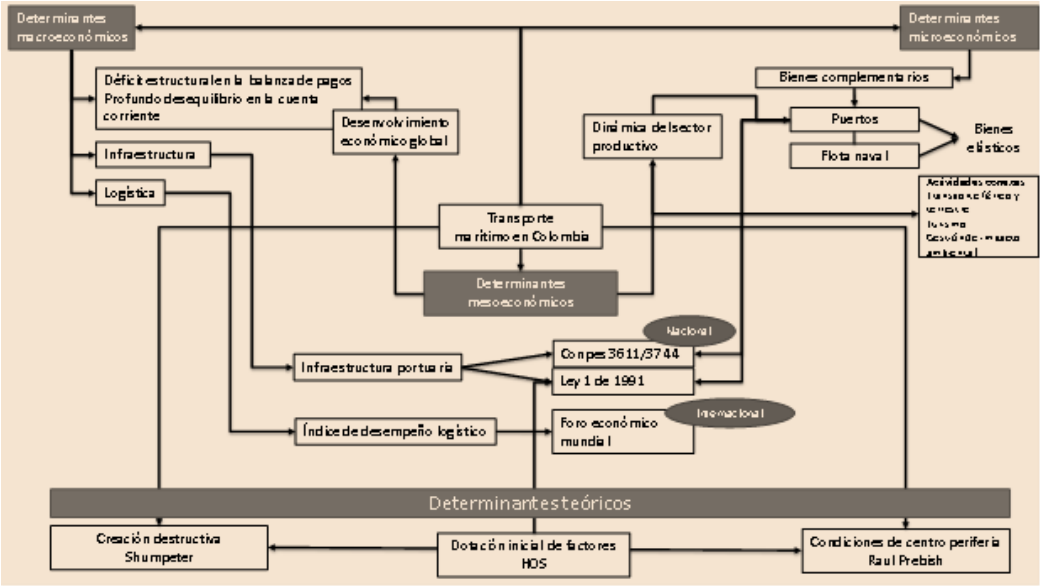 Determinantes
macroeconómicos
Determinantes
microeconómicos
Déficit estructural en la balanza de pagos
Profundo desequilibrio en la cuenta
corriente
Desenvolvimiento
económico global
Infraestructura
Logística
Bienes complementarios
Dinámica del sector
productivo
Puertos
Flota naval
Bienes
elásticos
Transporte
marítimo en Colombia
Determinantes
mesoeconómicos
Nacional
Conpes 3611/3744
Infraestructura portuaria
Ley 1 de 1991
Internacional
Índice de desempeño logístico
Foro económico
mundial
Determinantes teóricos
Creación destructiva
Shumpeter
Dotación inicial de factores
HOS
Condiciones de centro periferia
Raul Prebish